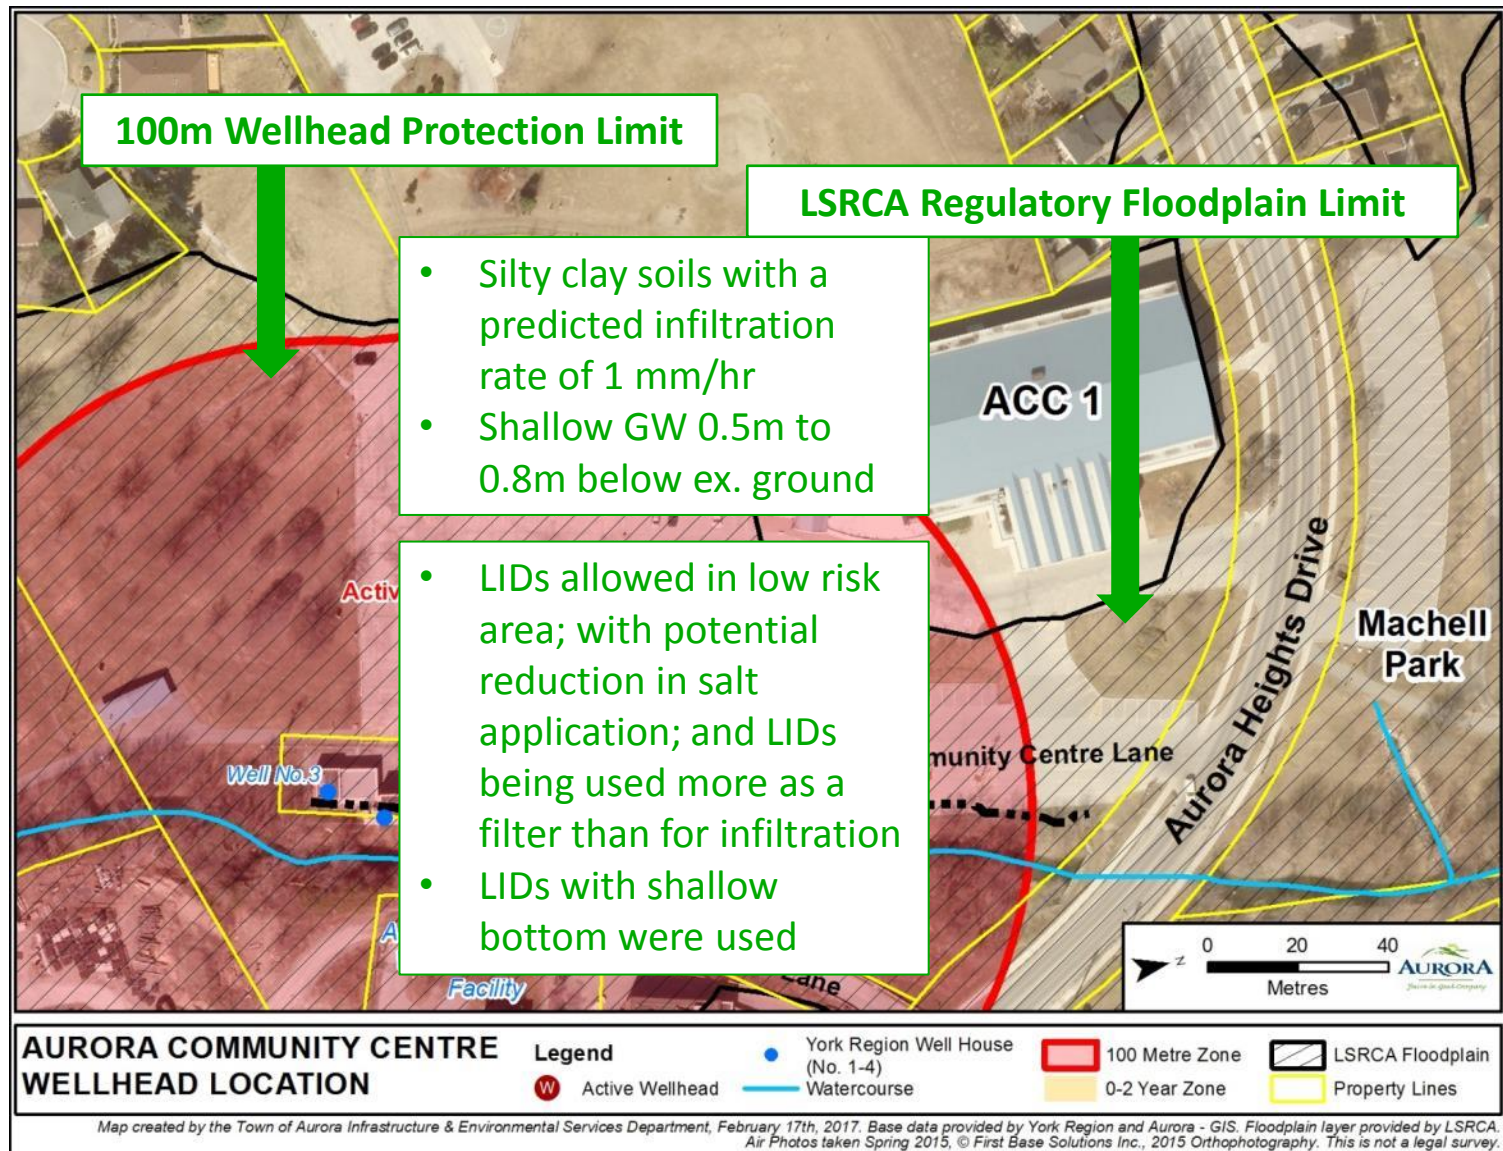 100m Wellhead Protection Limit
LSRCA Regulatory Floodplain Limit
• Silty clay soils with a
predicted infiltration
rate of 1 mm/hr
• Shallow GW 0.5m to
0.8m below ex. ground
ACC 1
• LIDs allowed in low risk
area; with potential
reduction in salt
application; and LIDs
being used more as a
filter than for infiltration
• LIDs with shallow
bottom were used
Activ
Machell
Park
Aurora Heights Drive
Well No.3
munity Centre Lane
A
Facility
Lane
Z
0 20 40
Metres
AURORA
AURORA COMMUNITY CENTRE
WELLHEAD LOCATION
Legend
W Active Wellhead
York Region Well House
(No. 1-4)
Watercourse
100 Metre Zone
0-2 Year Zone
LSRCA Floodplain
Property Lines
Map created by the Town of Aurora Infrastructure & Environmental Services Department, February 17th, 2017. Base data provided by York Region and Aurora - GIS. Floodplain layer provided by LSRCA.
Air Photos taken Spring 2015, © First Base Solutions Inc., 2015 Orthophotography. This is not a legal survey.